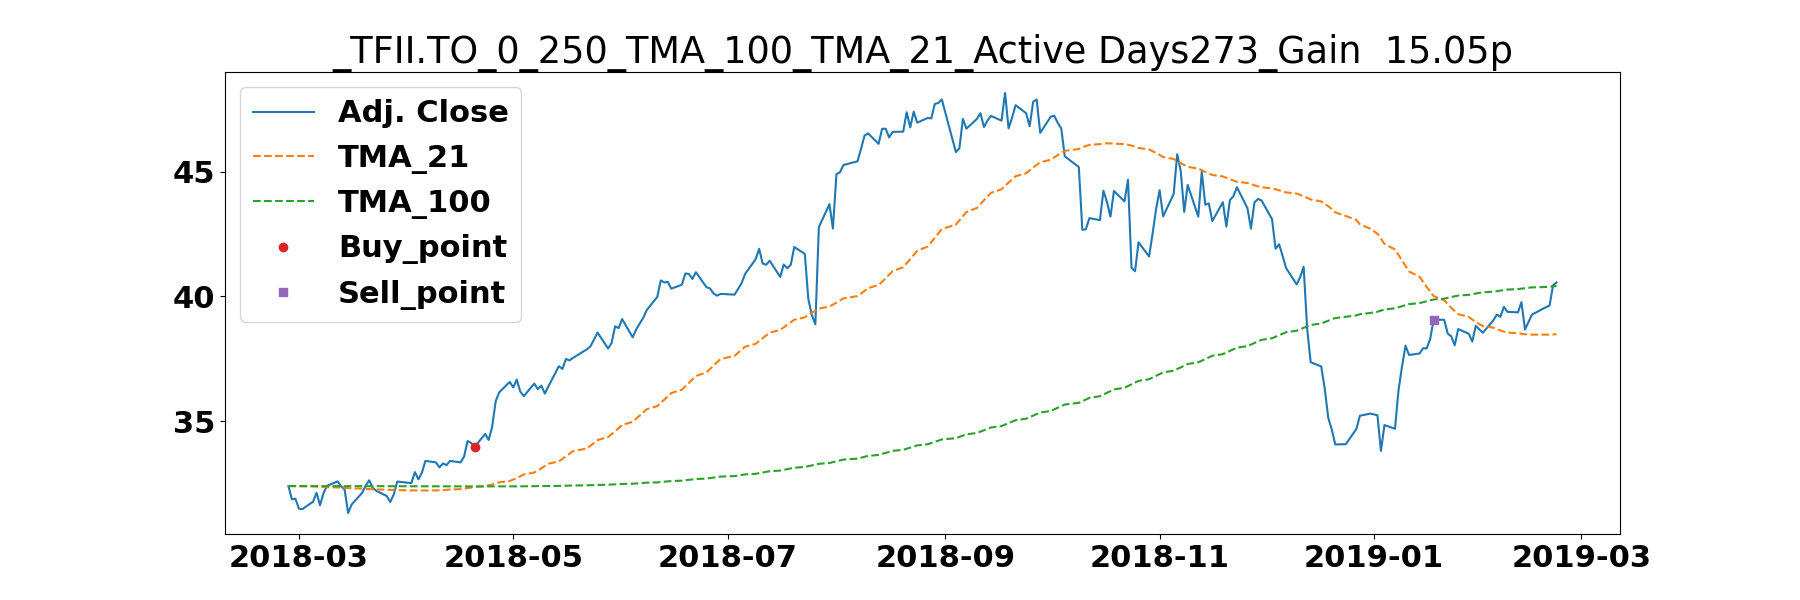 _TFII.TO_0_250_TMA_100_TMA_21_Active Days273_Gain  15.05p
Adj. Close
TMA_21
TMA_100
Buy_point
Sell_point
45
40
35
2018-03 2018-05 2018-07 2018-09 2018-11 2019-01 2019-03